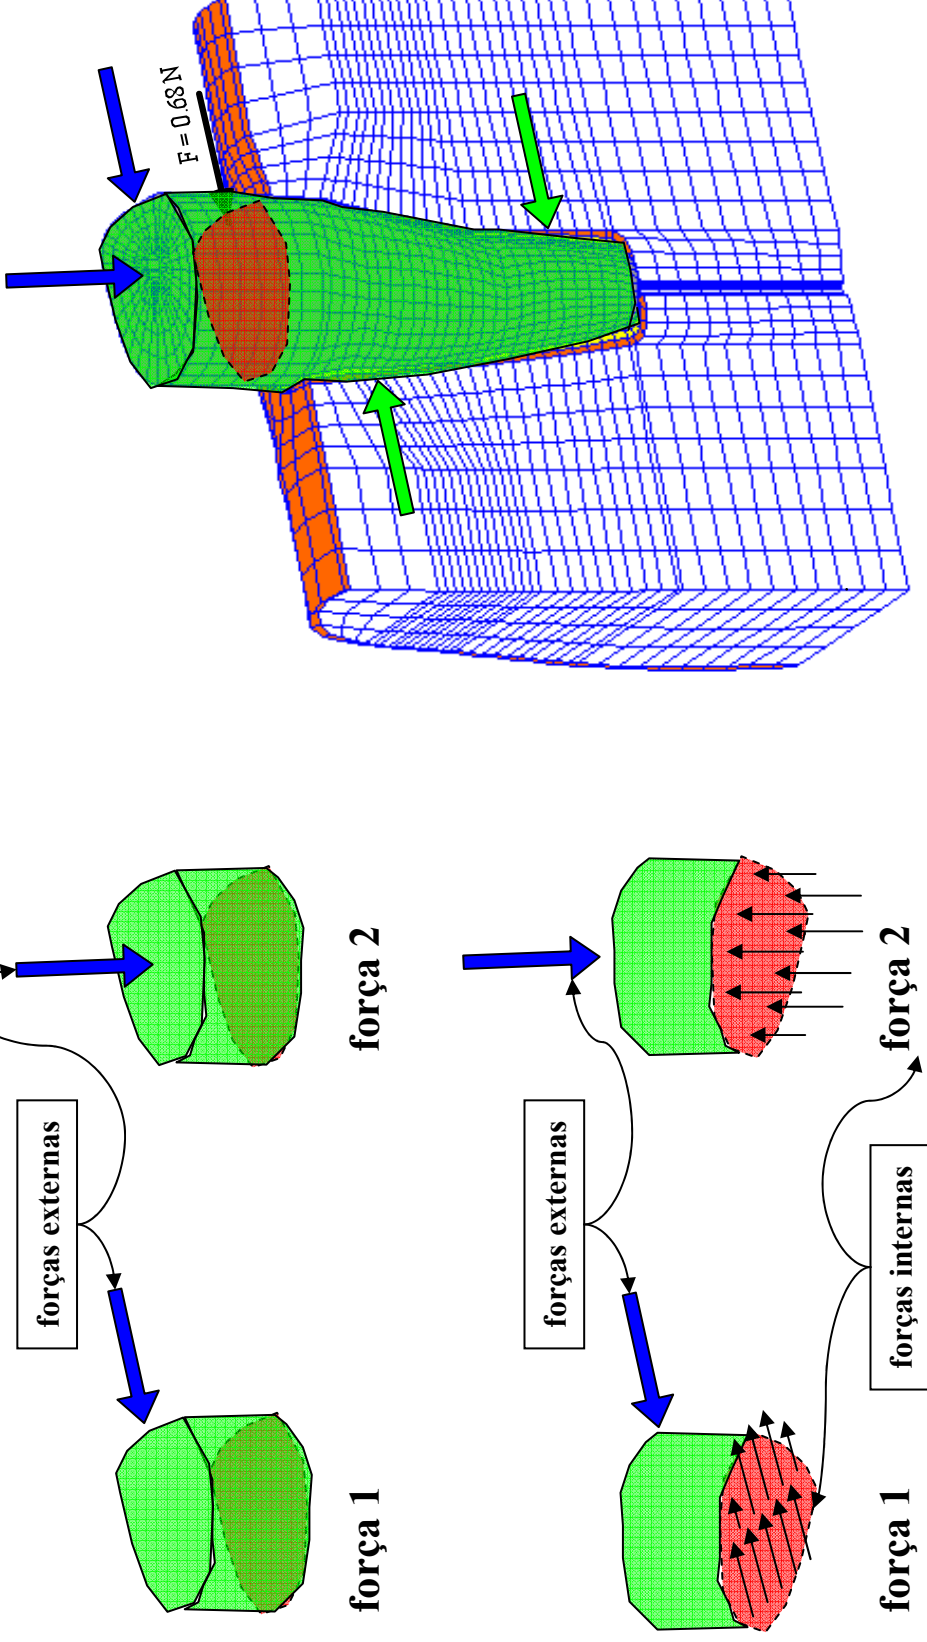 F = 0.68N
forças externas
força 1
força 2
forças externas
força 1
força 2
forças internas